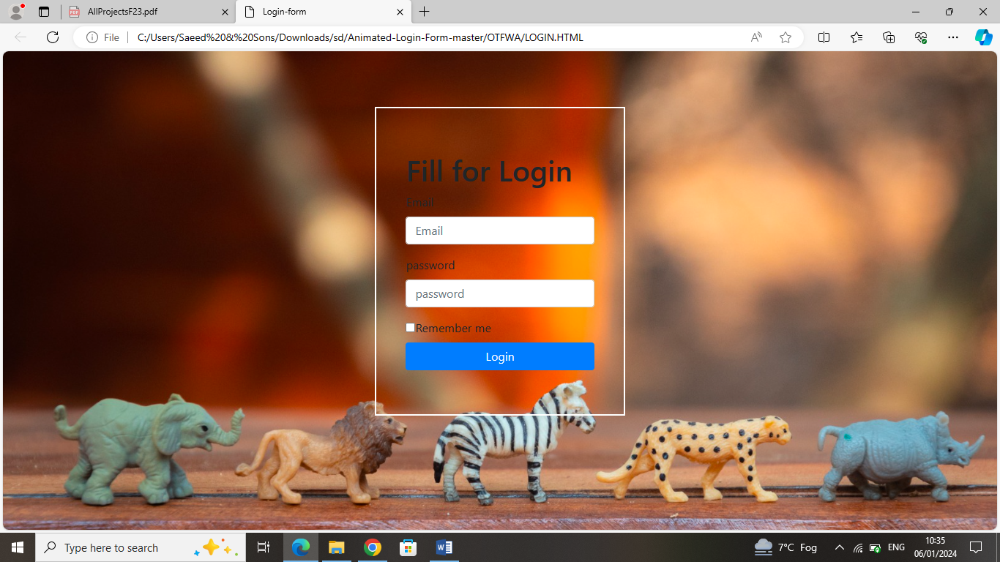 AllProjectsF23.pdf
Login-form
File
C:/Users/Saeed%20&%20Sons/Downloads/sd/Animated-Login-Form-master/OTFWA/LOGIN.HTML
Fill for Login
Email
Email
password
password
Remember me
Login
Type here to search
7°C Fog
ENG
10:35
06/01/2024